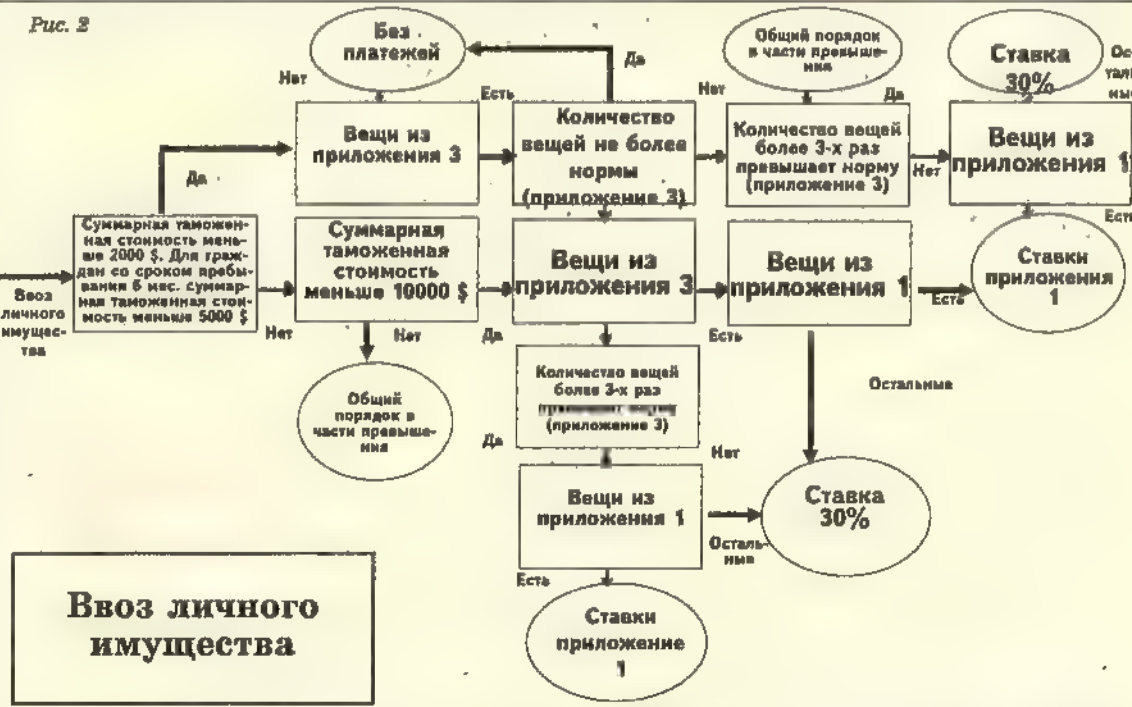 Рис. 2
Без
платежей
Да
Общий порядок
в части превыше-
ния
Ставка
30%
Нет
Есть
Нет
Да
Вещи из
приложения 3
Количество
вещей не более
нормы
(приложение 3)
Количество вещей
более 3-х раз
превышает норму
(приложение 3)
Нет
Вещи из
приложения 1
Да
Есть
Ввоз
личного
имущес-
тва
Суммарная таможен-
ная стоимость мень-
ше 2000 $. Для граж-
дан со сроком пребы-
вания 6 мес. суммар-
ная таможенная стои-
мость меньше 5000 $
Нет
Суммарная
таможенная
стоимость
меньше 10000 $
Нет
Да
Вещи из
приложения 3
Есть
Вещи из
приложения 1
Есть
Ставки
приложения
1
Общий
порядок в
части превыше-
ния
Количество вещей
более 3-х раз
(приложение 3)
Остальные
Да
Нет
Вещи из
приложения 1
Осталь-
ные
Ставка
30%
Есть
Ставки
приложение
1
Ввоз личного
имущества